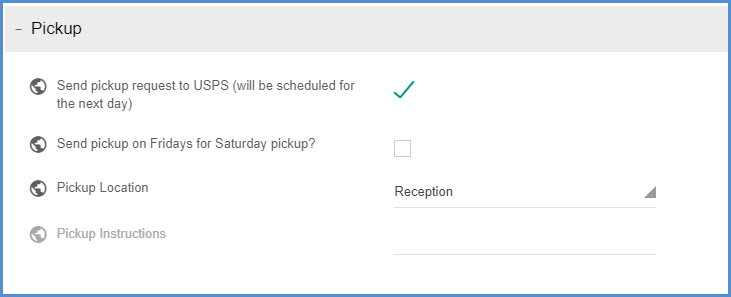 – Pickup
Send pickup request to USPS (will be scheduled for
the next day)
Send pickup on Fridays for Saturday pickup?
Pickup Location
Reception
Pickup Instructions